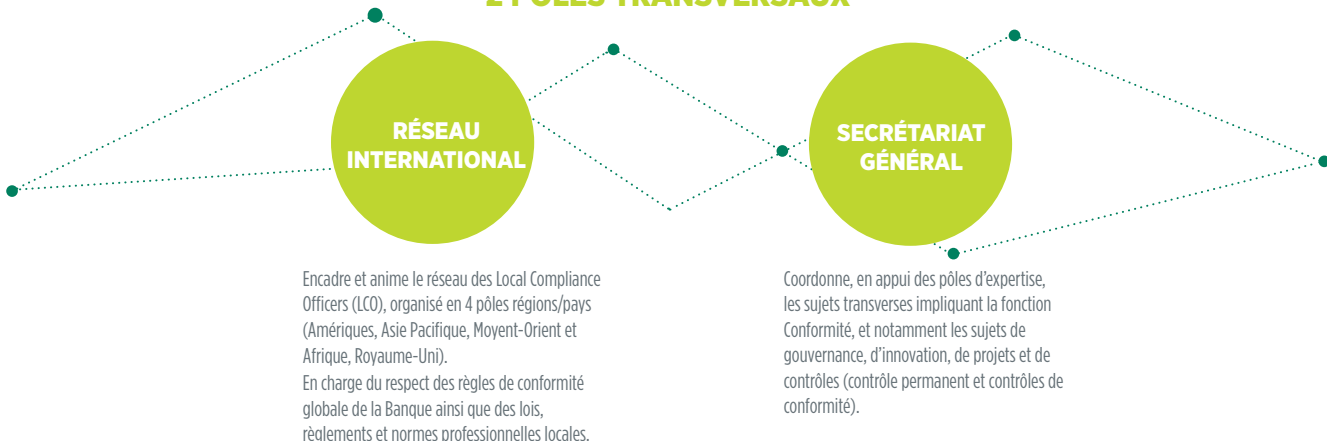 2 PÔLES TRANSVERSAUX
RÉSEAU
INTERNATIONAL
Encadre et anime le réseau des Local Compliance
Officers (LCO), organisé en 4 pôles régions/pays
(Amériques, Asie Pacifique, Moyent-Orient et
Afrique, Royaume-Uni).
En charge du respect des règles de conformité
globale de la Banque ainsi que des lois,
règlements et normes professionnelles locales.
SECRÉTARIAT
GÉNÉRAL
Coordonne, en appui des pôles d’expertise,
les sujets transverses impliquant la fonction
Conformité, et notamment les sujets de
gouvernance, d’innovation, de projets et de
contrôles (contrôle permanent et contrôles de
conformité).